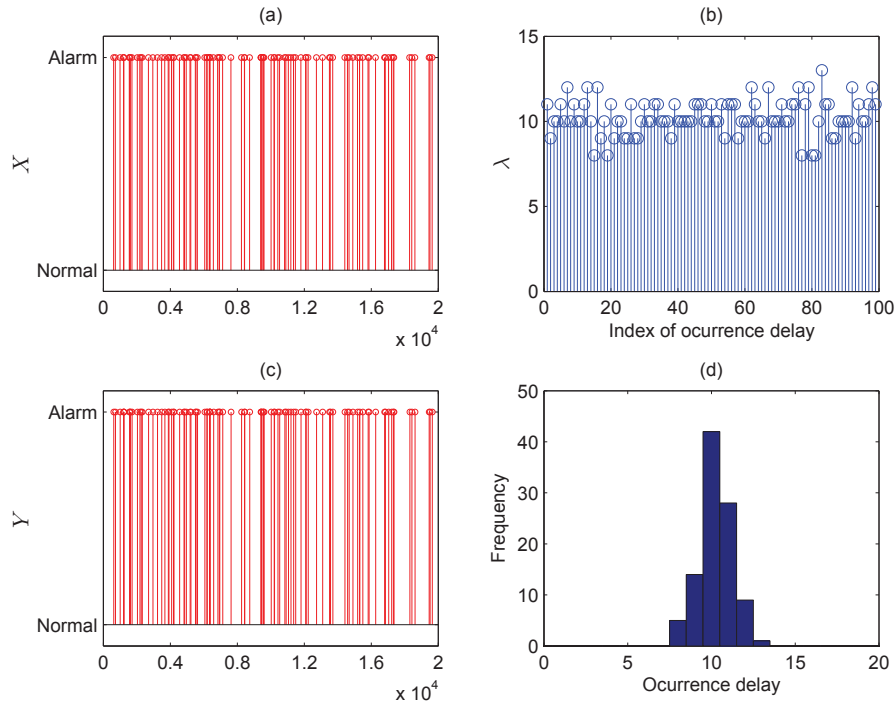 (a)
Alarm
X
Normal
0 0.4 0.8 1.2 1.6 2
x 10^4
(b)
15
10
λ
5
0
0 20 40 60 80 100
Index of ocurrence delay
(c)
Alarm
Y
Normal
0 0.4 0.8 1.2 1.6 2
x 10^4
(d)
50
40
30
Frequency
20
10
0
0 5 10 15 20
Ocurrence delay